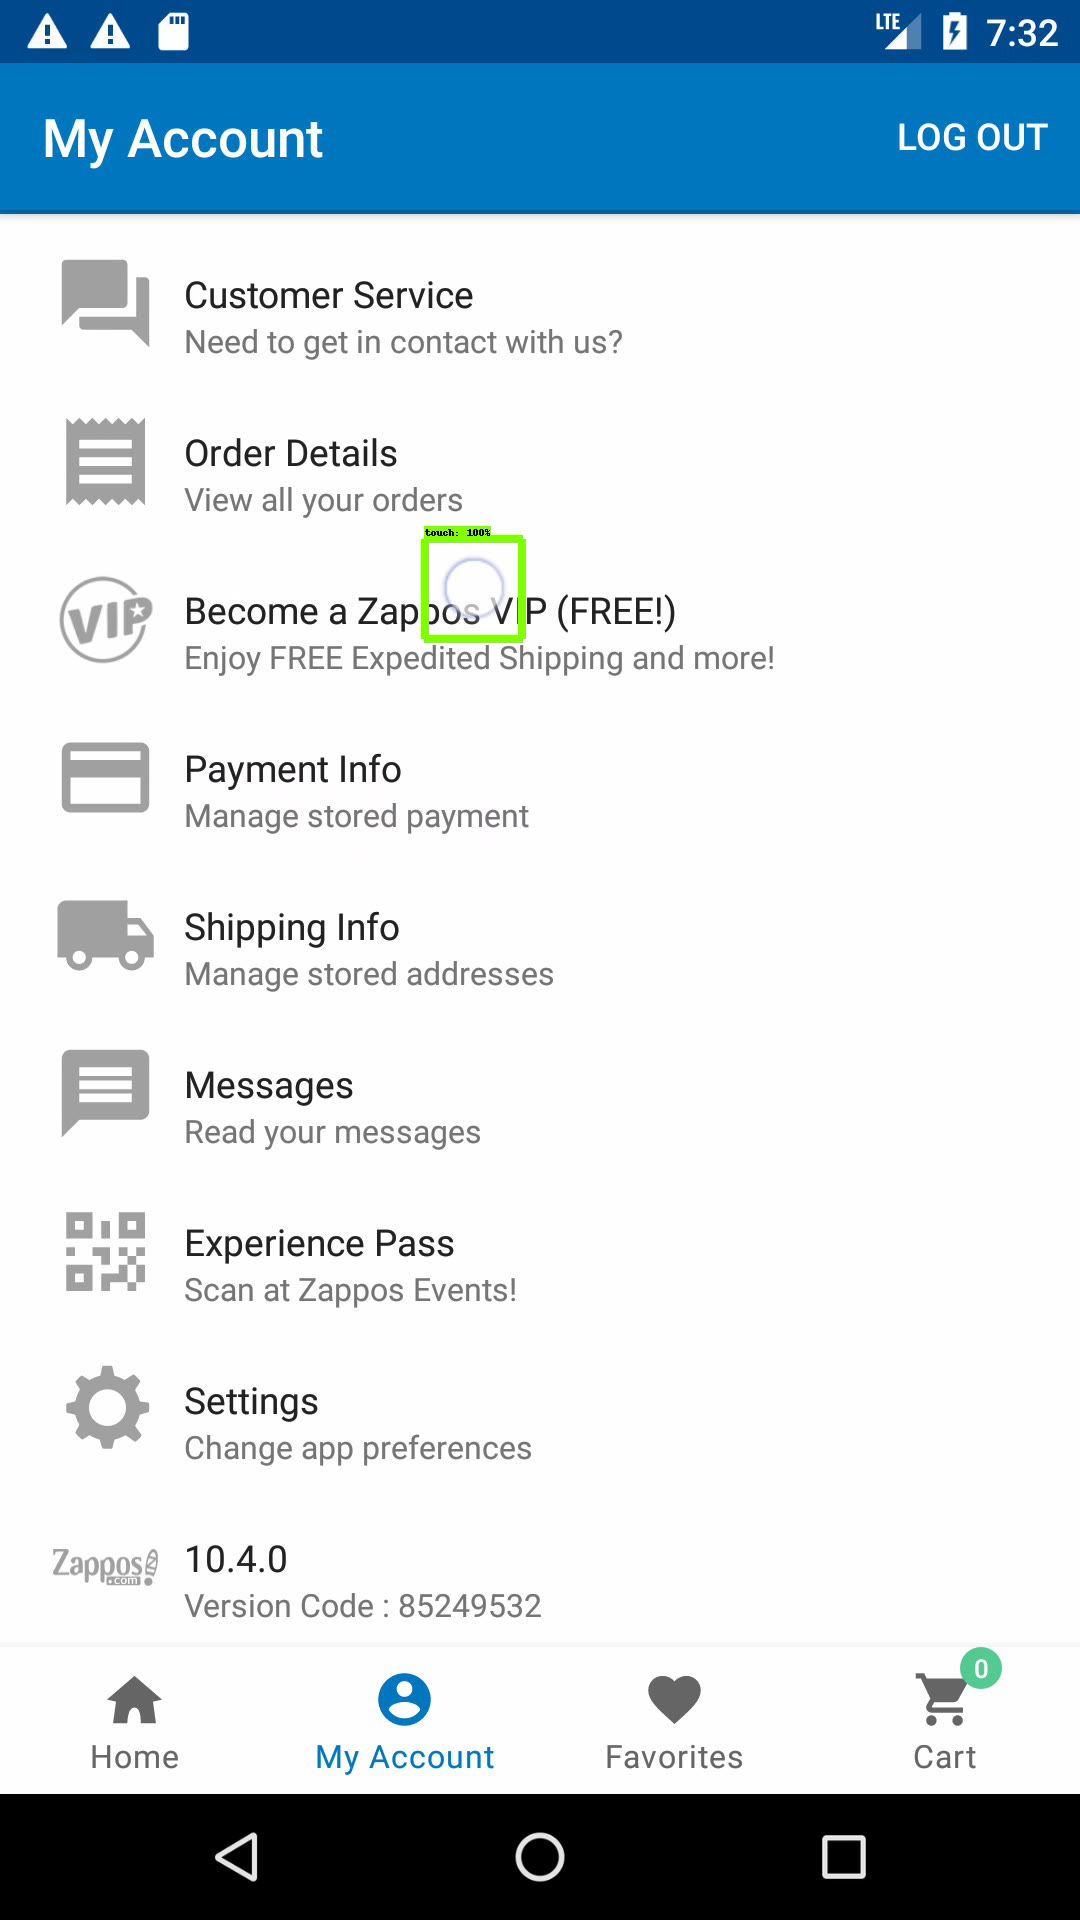 LTE 7:32
My Account LOG OUT
Customer Service
Need to get in contact with us?
Order Details
View all your orders
touch: 100%
VIP
Become a Zappos VIP (FREE!)
Enjoy FREE Expedited Shipping and more!
Payment Info
Manage stored payment
Shipping Info
Manage stored addresses
Messages
Read your messages
Experience Pass
Scan at Zappos Events!
Settings
Change app preferences
Zappos .com
10.4.0
Version Code : 85249532
0
Home My Account Favorites Cart